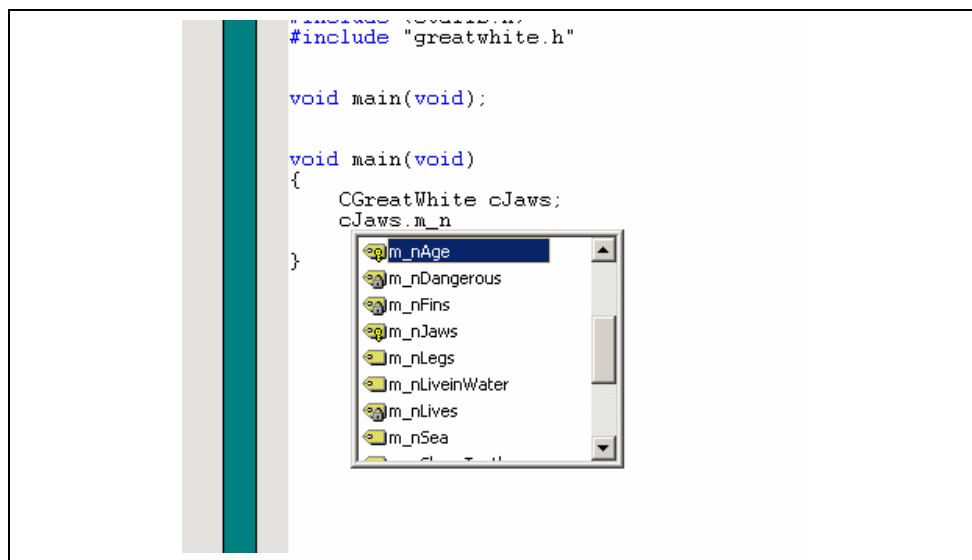 #include "greatwhite.h"
void main(void);
void main(void)
{
CGreatWhite cJaws;
cJaws.m_n
}
m_nAge
m_nDangerous
m_nFins
m_nJaws
m_nLegs
m_nLiveinWater
m_nLives
m_nSea